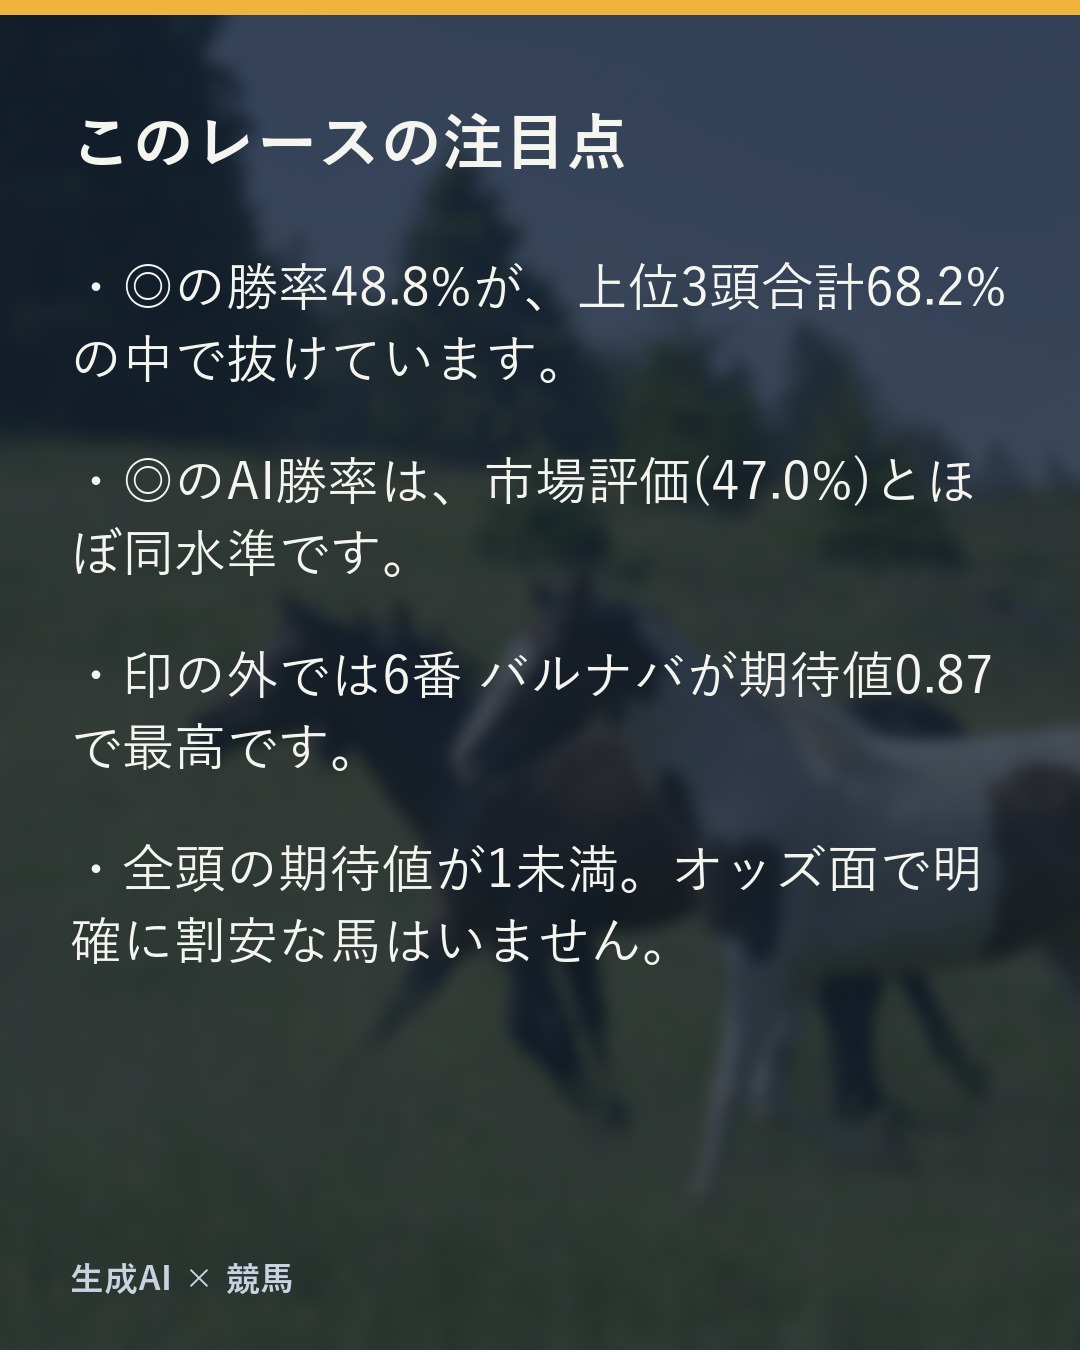 このレースの注目点
・◎の勝率48.8%が、上位3頭合計68.2%
の中で抜けています。
・◎のAI勝率は、市場評価(47.0%)とほ
ぼ同水準です。
・印の外では6番 バルナバが期待値0.87
で最高です。
・全頭の期待値が1未満。オッズ面で明
確に割安な馬はいません。
生成AI × 競馬